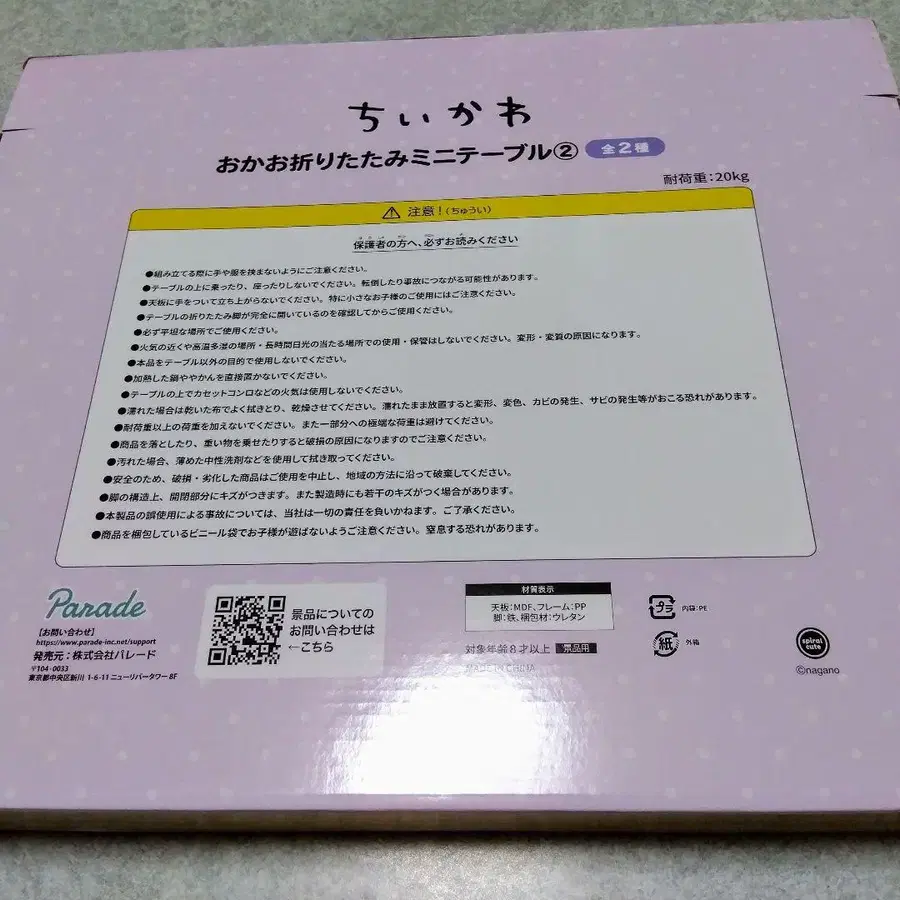 ちいかわ
おかお折りたたみミニテーブル② 全2種
耐荷重:20kg
注意!(ちゅうい)
保護者の方へ、必ずお読みください
●組み立てる際に手や服を挟まないようにご注意ください。
●テーブルの上に乗ったり、座ったりしないでください。転倒したり事故につながる可能性があります。
●天板に手をついて立ち上がらないでください。特に小さなお子様のご使用にはご注意ください。
●テーブルの折りたたみ脚が完全に開いているのを確認してからご使用ください。
●必ず平坦な場所でご使用ください。
●火気の近くや高温多湿の場所・長時間日光の当たる場所での使用・保管はしないでください。変形・変質の原因になります。
●本品をテーブル以外の目的で使用しないでください。
●加熱した鍋ややかんを直接置かないでください。
●テーブルの上でカセットコンロなどの火気は使用しないでください。
●濡れた場合は乾いた布でよく拭きとり、乾燥させてください。濡れたまま放置すると変形、変色、カビの発生、サビの発生等がおこる恐れがあります。
●耐荷重以上の荷重を加えないでください。また一部分への極端な荷重は避けてください。
●商品を落としたり、重い物を乗せたりすると破損の原因になりますのでご注意ください。
●汚れた場合、薄めた中性洗剤などを使用して拭き取ってください。
●安全のため、破損・劣化した商品はご使用を中止し、地域の方法に沿って破棄してください。
●脚の構造上、開閉部分にキズがつきます。また製造時にも若干のキズがつく場合があります。
●本製品の誤使用による事故については、当社は一切の責任を負いかねます。ご了承ください。
●商品を梱包しているビニール袋でお子様が遊ばないようご注意ください。窒息する恐れがあります。
Parade
【お問い合わせ】
https://www.parade-inc.net/support
発売元:株式会社パレード
〒104-0033
東京都中央区新川 1-6-11 ニューリバータワー 8F
景品についての
お問い合わせは
←こちら
材質表示
天板:MDF、フレーム:PP
脚:鉄、梱包材:ウレタン
対象年齢8才以上 景品用
MADE IN CHINA
プラ 内袋:PE
紙 外箱
spiral
cute
©nagano